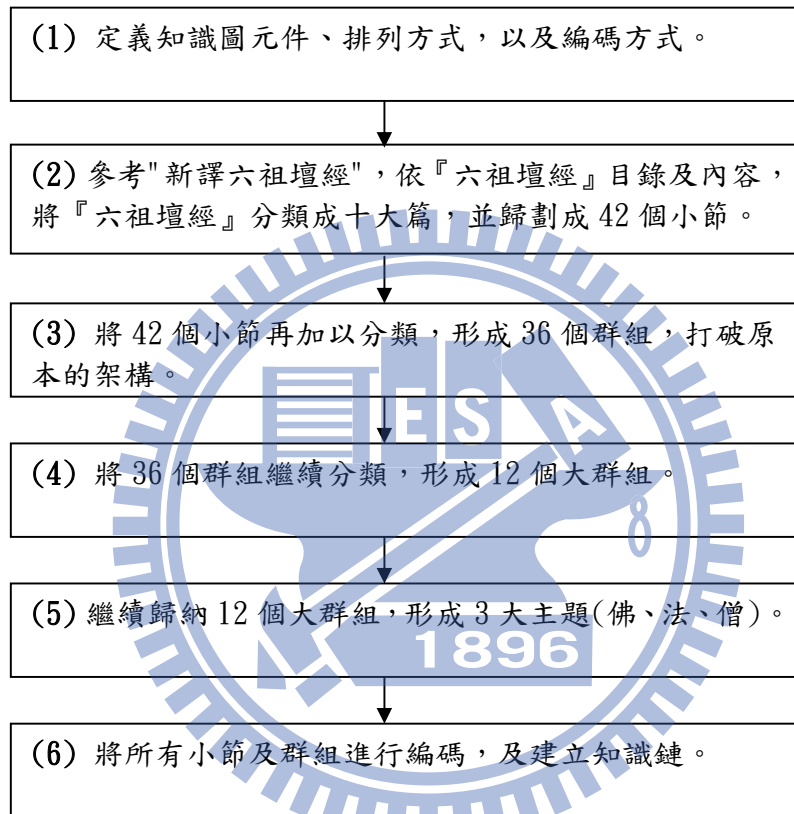 (1) 定義知識圖元件、排列方式，以及編碼方式。
(2) 參考"新譯六祖壇經"，依『六祖壇經』目錄及內容，
將『六祖壇經』分類成十大篇，並歸劃成 42 個小節。
(3) 將 42 個小節再加以分類，形成 36 個群組，打破原
本的架構。
ESA
(4) 將 36 個群組繼續分類，形成 12 個大群組。
8
(5) 繼續歸納 12 個大群組，形成 3 大主題(佛、法、僧)。
1896
(6) 將所有小節及群組進行編碼，及建立知識鏈。